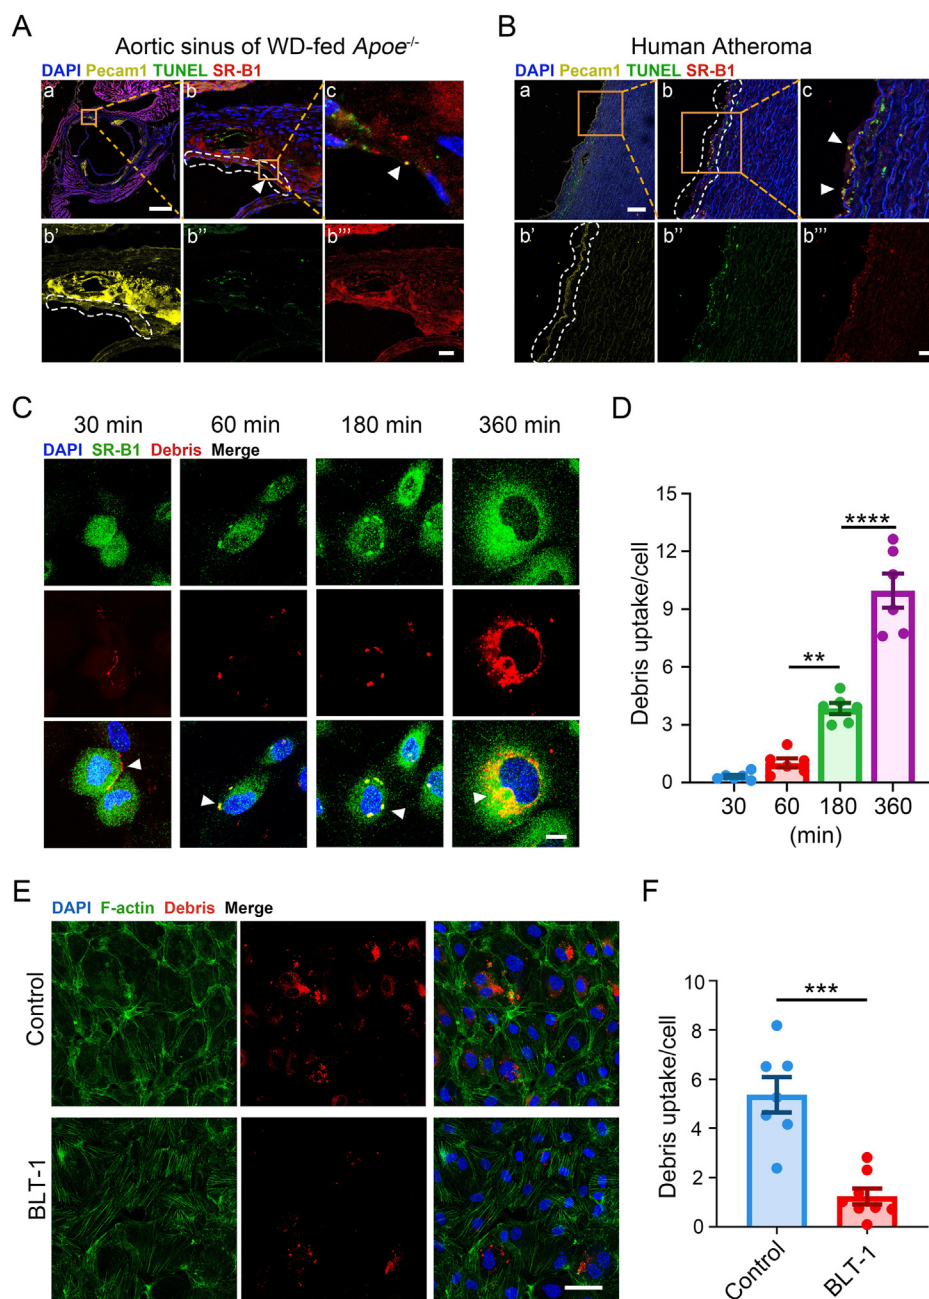 A
Aortic sinus of WD-fed Apoe-/-
DAPI Pecam1 TUNEL SR-B1
a
b
c
b'
b''
b'''
B
Human Atheroma
DAPI Pecam1 TUNEL SR-B1
a
b
c
b'
b''
b'''
C
30 min
60 min
180 min
360 min
DAPI SR-B1 Debris Merge
D
Debris uptake/cell
15
12
9
6
3
0
**
****
30
60
180
360
(min)
E
DAPI F-actin Debris Merge
Control
BLT-1
F
Debris uptake/cell
10
8
6
4
2
0
***
Control
BLT-1